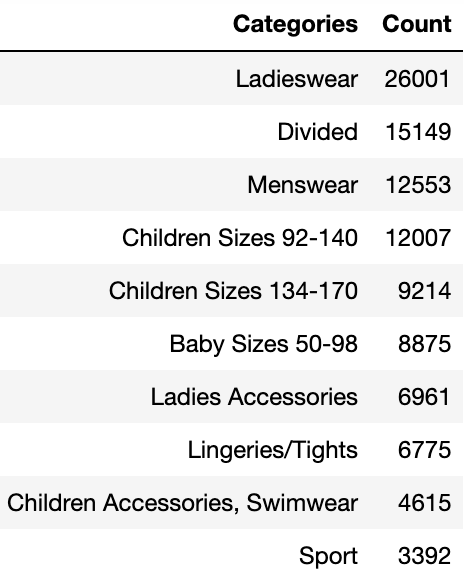 Categories Count
Ladieswear 26001
Divided 15149
Menswear 12553
Children Sizes 92-140 12007
Children Sizes 134-170 9214
Baby Sizes 50-98 8875
Ladies Accessories 6961
Lingeries/Tights 6775
Children Accessories, Swimwear 4615
Sport 3392